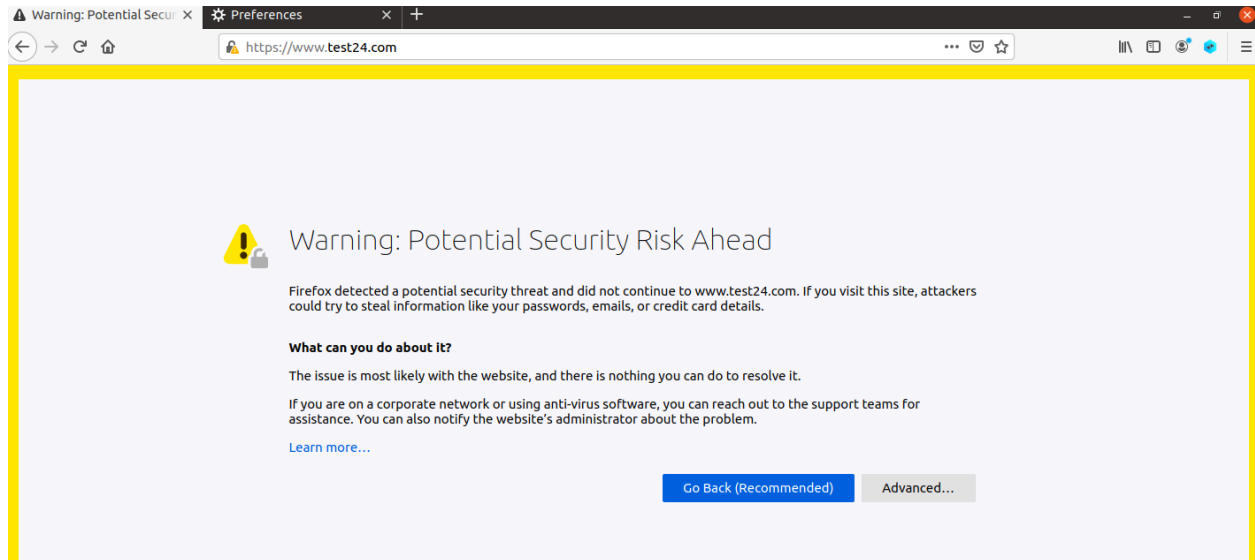 Warning: Potential Secur
Preferences
https://www.test24.com
Warning: Potential Security Risk Ahead
Firefox detected a potential security threat and did not continue to www.test24.com. If you visit this site, attackers
could try to steal information like your passwords, emails, or credit card details.
What can you do about it?
The issue is most likely with the website, and there is nothing you can do to resolve it.
If you are on a corporate network or using anti-virus software, you can reach out to the support teams for
assistance. You can also notify the website’s administrator about the problem.
Learn more…
Go Back (Recommended) Advanced…